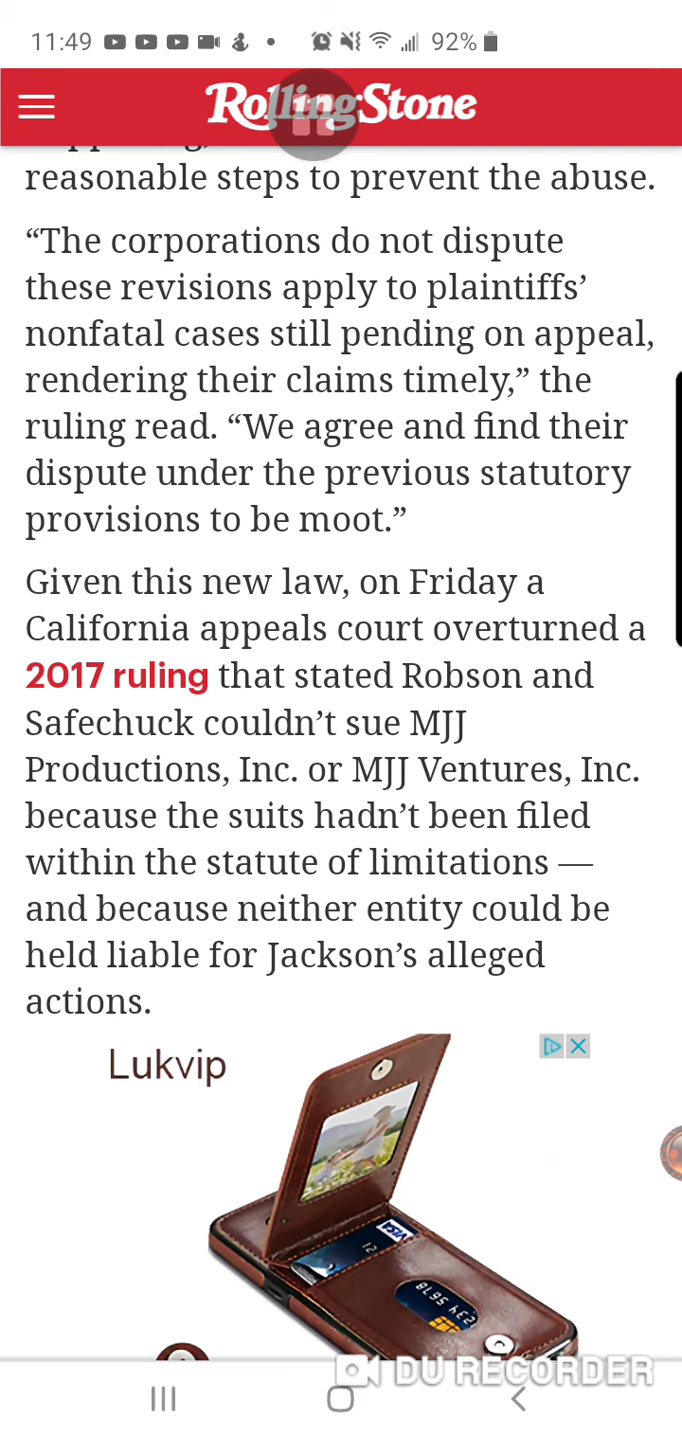 11:49
92%
RollingStone
reasonable steps to prevent the abuse.
“The corporations do not dispute
these revisions apply to plaintiffs’
nonfatal cases still pending on appeal,
rendering their claims timely,” the
ruling read. “We agree and find their
dispute under the previous statutory
provisions to be moot.”
Given this new law, on Friday a
California appeals court overturned a
2017 ruling that stated Robson and
Safechuck couldn’t sue MJJ
Productions, Inc. or MJJ Ventures, Inc.
because the suits hadn’t been filed
within the statute of limitations —
and because neither entity could be
held liable for Jackson’s alleged
actions.
Lukvip
VISA
DU RECORDER